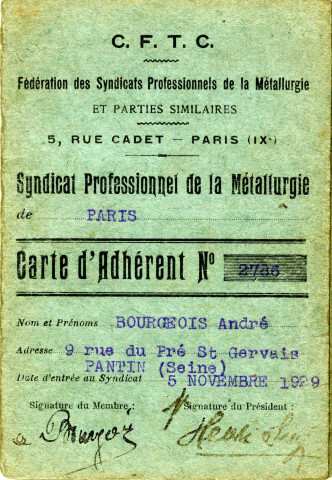 C. F. T. C.
Fédération des Syndicats Professionnels de la Métallurgie
ET PARTIES SIMILAIRES
5, RUE CADET — PARIS (IXᵉ)
Syndicat Professionnel de la Métallurgie
de PARIS
Carte d'Adhérent N° 2786
Nom et Prénoms BOURGEOIS André
Adresse 9 rue du Pré St Gervais
PANTIN (Seine)
Date d'entrée au Syndicat 5 NOVEMBRE 1929
Signature du Membre : Signature du Président :